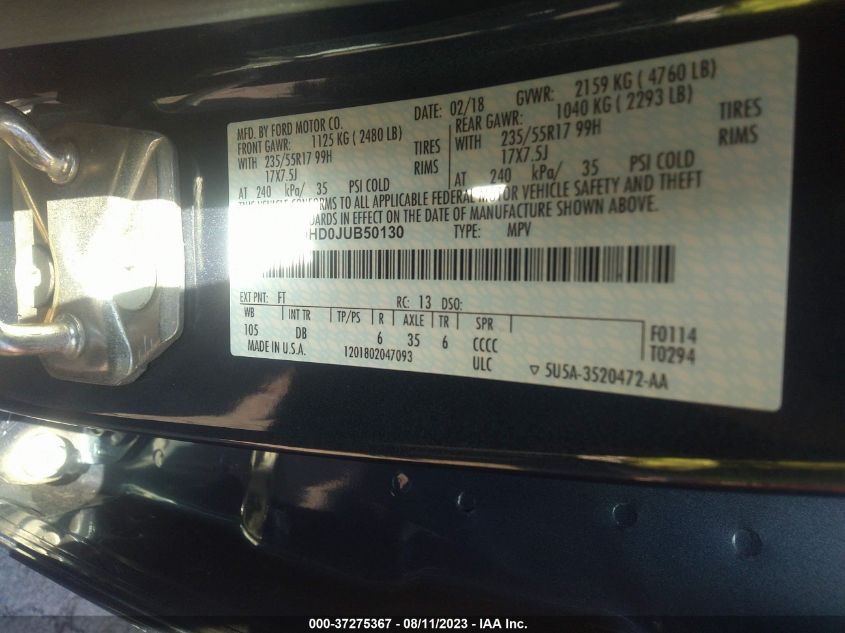 MFD. BY FORD MOTOR CO. DATE: 02/18 GVWR: 2159 KG ( 4760 LB)
FRONT GAWR: 1125 KG ( 2480 LB) REAR GAWR: 1040 KG ( 2293 LB)
WITH 235/55R17 99H TIRES WITH 235/55R17 99H TIRES
17X7.5J RIMS 17X7.5J RIMS
AT 240 kPa/ 35 PSI COLD AT 240 kPa/ 35 PSI COLD
THIS VEHICLE CONFORMS TO ALL APPLICABLE FEDERAL MOTOR VEHICLE SAFETY AND THEFT
IN EFFECT ON THE DATE OF MANUFACTURE SHOWN ABOVE.
HD0JUB50130 TYPE: MPV
EXT PNT: FT RC: 13 DSO:
WB INT TR TP/PS R AXLE TR SPR F0114
105 DB 6 35 6 CCCC T0294
MADE IN U.S.A. 1201802047093 ULC ▽ 5U5A-3520472-AA
000-37275367 - 08/11/2023 - IAA Inc.